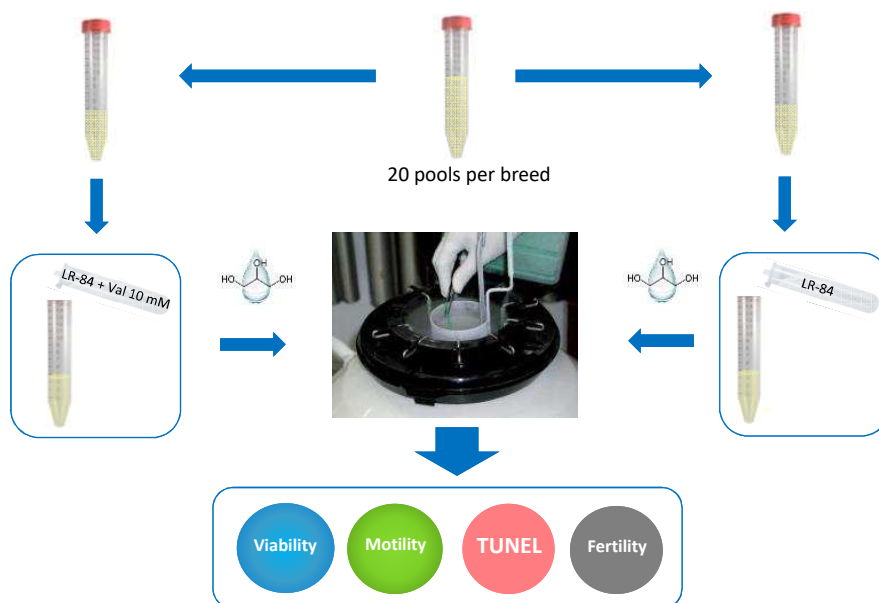 20 pools per breed
LR-84 + Val 10 mM
OH
HO
OH
OH
HO
OH
LR-84
Viability
Motility
TUNEL
Fertility